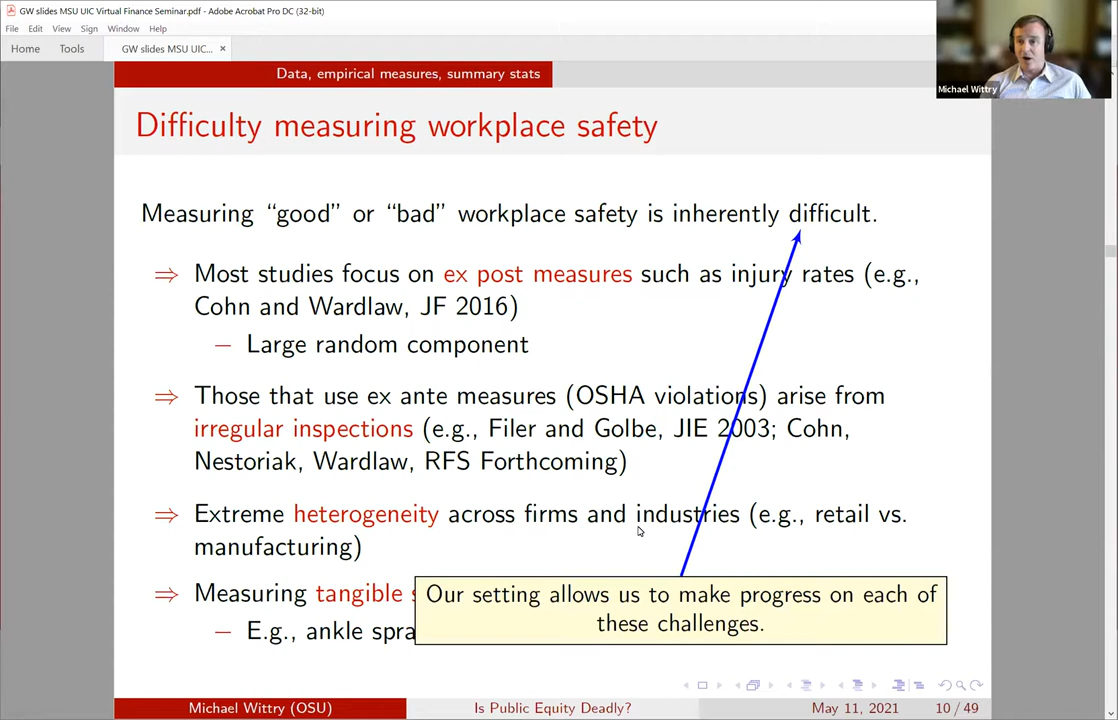 GW slides MSU UIC Virtual Finance Seminar.pdf - Adobe Acrobat Pro DC (32-bit)
File Edit View Sign Window Help
Home Tools GW slides MSU UIC... ×
Michael Wittry
Data, empirical measures, summary stats
Difficulty measuring workplace safety
Measuring “good” or “bad” workplace safety is inherently difficult.
⇒ Most studies focus on ex post measures such as injury rates (e.g.,
Cohn and Wardlaw, JF 2016)
– Large random component
⇒ Those that use ex ante measures (OSHA violations) arise from
irregular inspections (e.g., Filer and Golbe, JIE 2003; Cohn,
Nestoriak, Wardlaw, RFS Forthcoming)
⇒ Extreme heterogeneity across firms and industries (e.g., retail vs.
manufacturing)
⇒ Measuring tangible
– E.g., ankle spra
Our setting allows us to make progress on each of
these challenges.
Michael Wittry (OSU) Is Public Equity Deadly? May 11, 2021 10 / 49